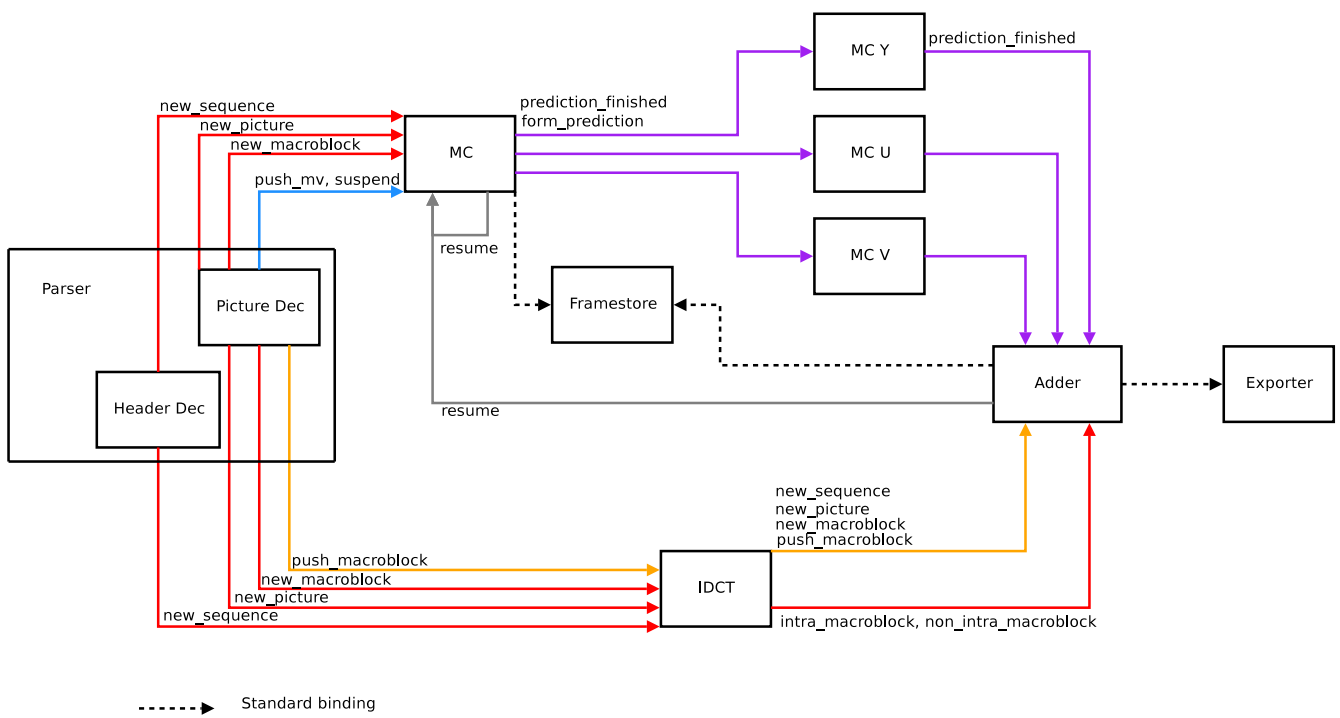 MC Y
prediction_finished
new_sequence
prediction_finished
new_picture
form_prediction
new_macroblock
MC
MC U
push_mv, suspend
resume
MC V
Parser
Picture Dec
Framestore
Header Dec
resume
Adder
Exporter
new_sequence
new_picture
new_macroblock
push_macroblock
push_macroblock
new_macroblock
new_picture
new_sequence
IDCT
intra_macroblock, non_intra_macroblock
Standard binding